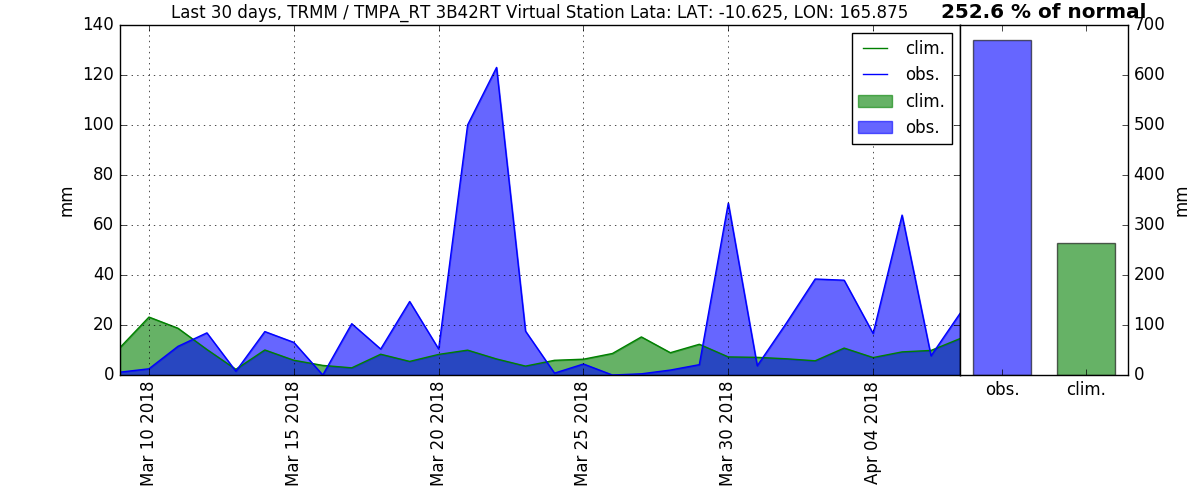 Last 30 days, TRMM / TMPA_RT 3B42RT Virtual Station Lata: LAT: -10.625, LON: 165.875
252.6 % of normal
140
120
100
80
60
40
20
0
mm
clim.
obs.
clim.
obs.
700
600
500
400
300
200
100
0
mm
obs.
clim.
Mar 10 2018
Mar 15 2018
Mar 20 2018
Mar 25 2018
Mar 30 2018
Apr 04 2018